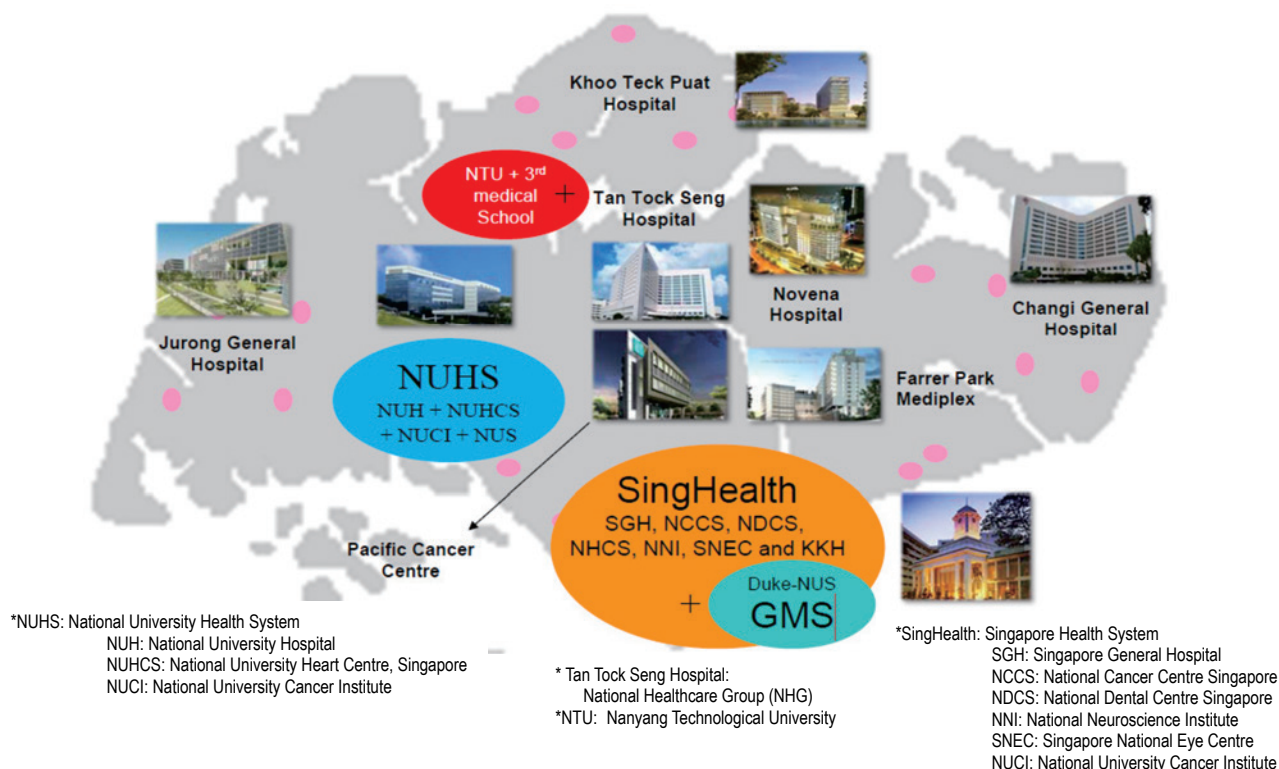 Khoo Teck Puat
Hospital
NTU + 3rd
medical
School
+
Tan Tock Seng
Hospital
Novena
Hospital
Changi General
Hospital
Jurong General
Hospital
NUHS
NUH + NUHCS
+ NUCI + NUS
Farrer Park
Mediplex
SingHealth
SGH, NCCS, NDCS,
NHCS, NNI, SNEC and KKH
+
Duke-NUS
GMS
Pacific Cancer
Centre
*NUHS: National University Health System
NUH: National University Hospital
NUHCS: National University Heart Centre, Singapore
NUCI: National University Cancer Institute
* Tan Tock Seng Hospital:
National Healthcare Group (NHG)
*NTU: Nanyang Technological University
*SingHealth: Singapore Health System
SGH: Singapore General Hospital
NCCS: National Cancer Centre Singapore
NDCS: National Dental Centre Singapore
NNI: National Neuroscience Institute
SNEC: Singapore National Eye Centre
NUCI: National University Cancer Institute